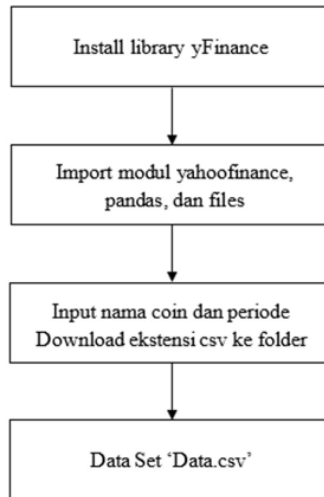 Install library yFinance
Import modul yahoofinance,
pandas, dan files
Input nama coin dan periode
Download ekstensi csv ke folder
Data Set ‘Data.csv’